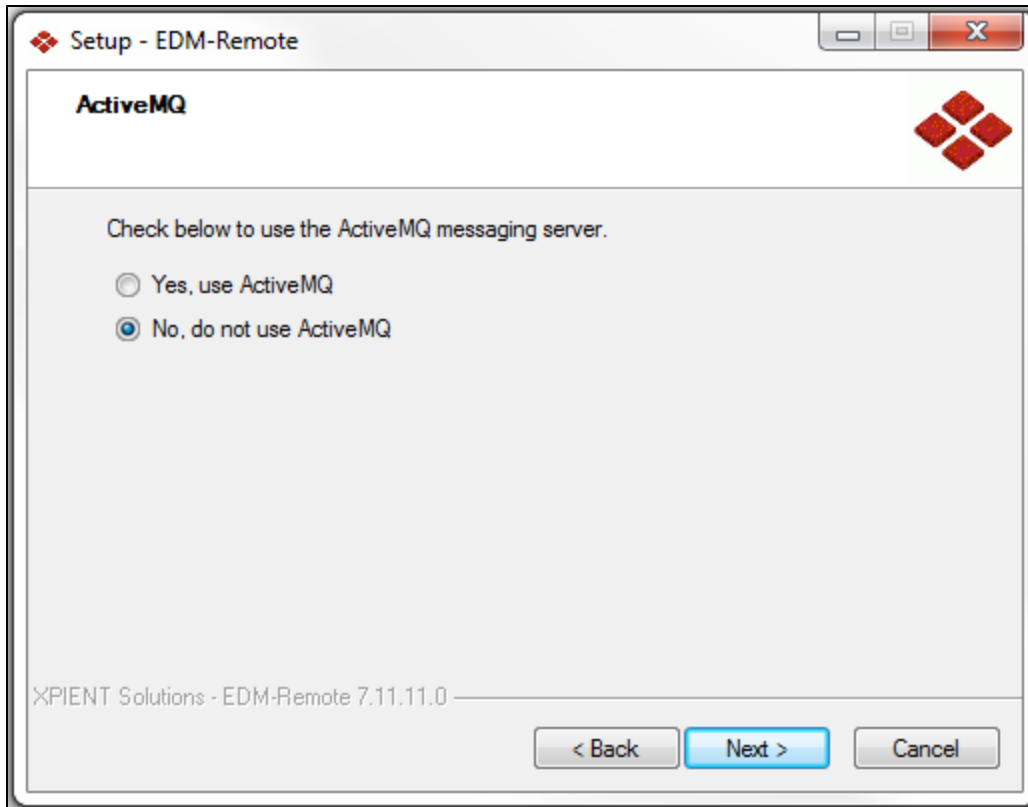 Setup - EDM-Remote
ActiveMQ
Check below to use the ActiveMQ messaging server.
Yes, use ActiveMQ
No, do not use ActiveMQ
XPIENT Solutions - EDM-Remote 7.11.11.0
< Back Next > Cancel